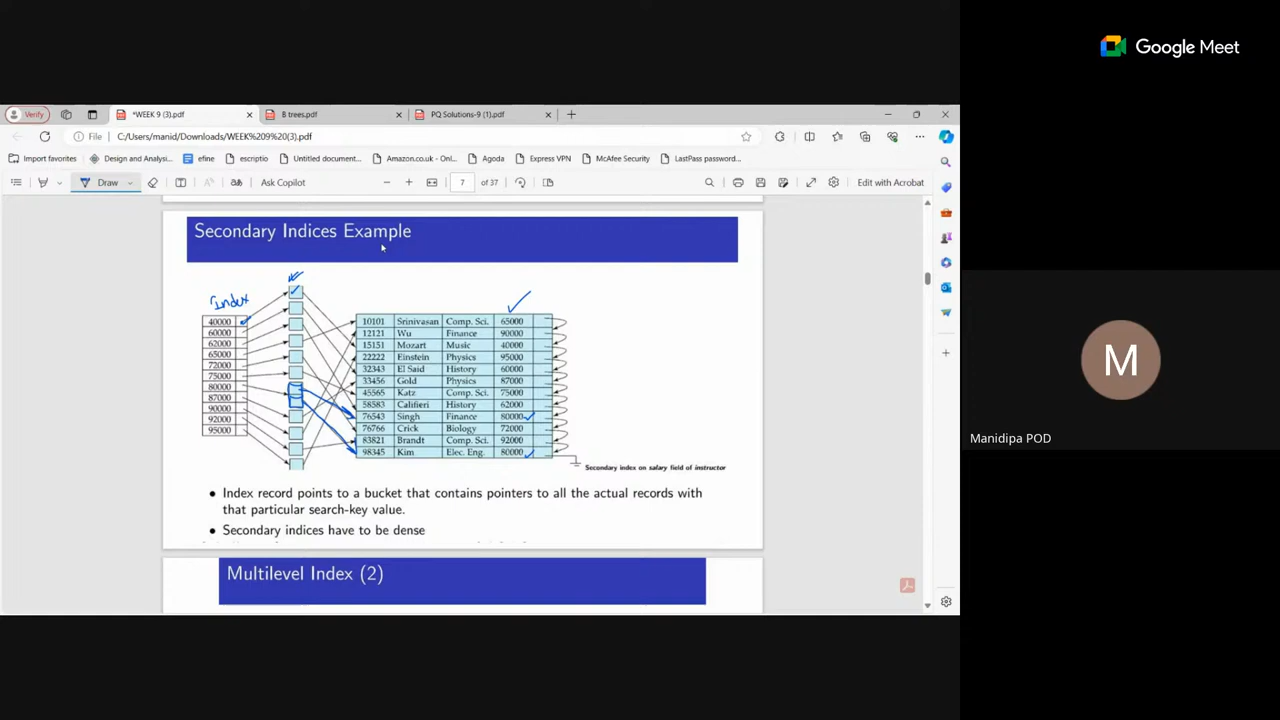 Google Meet
Verify
*WEEK 9 (3).pdf
B trees.pdf
PQ Solutions-9 (1).pdf
File
C:/Users/manid/Downloads/WEEK%209%20(3).pdf
Import favorites
Design and Analysi...
efine
escriptio
Untitled document...
Amazon.co.uk - Onl...
Agoda
Express VPN
McAfee Security
LastPass password...
Draw
Ask Copilot
7 of 37
Edit with Acrobat
Secondary Indices Example
Index
40000
60000
62000
65000
72000
75000
80000
87000
90000
92000
95000
10101 Srinivasan Comp. Sci. 65000
12121 Wu Finance 90000
15151 Mozart Music 40000
22222 Einstein Physics 95000
32343 El Said History 60000
33456 Gold Physics 87000
45565 Katz Comp. Sci. 75000
58583 Califieri History 62000
76543 Singh Finance 80000
76766 Crick Biology 72000
83821 Brandt Comp. Sci. 92000
98345 Kim Elec. Eng. 80000
Secondary index on salary field of instructor
• Index record points to a bucket that contains pointers to all the actual records with
that particular search-key value.
• Secondary indices have to be dense
Multilevel Index (2)
M
Manidipa POD